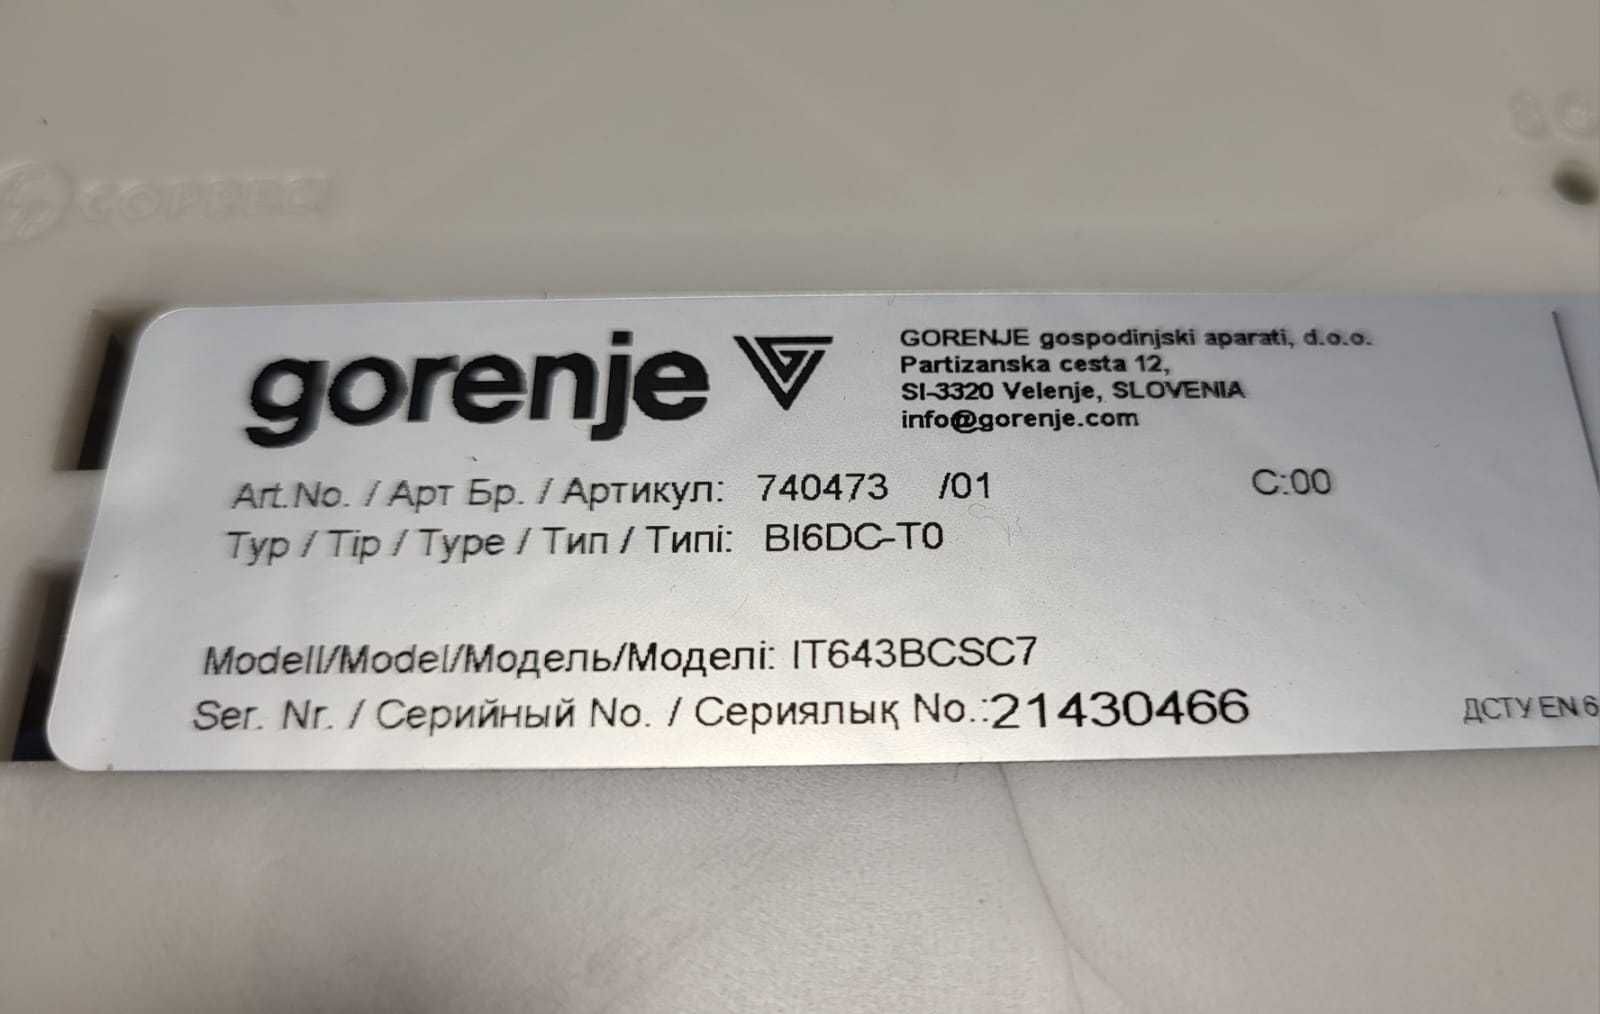 COPRECI
gorenje
GORENJE gospodinjski aparati, d.o.o.
Partizanska cesta 12,
SI-3320 Velenje, SLOVENIA
info@gorenje.com
Art.No. / Арт Бр. / Артикул: 740473 /01 C:00
Typ / Tip / Type / Тип / Типі: BI6DC-T0
Modell/Model/Модель/Моделі: IT643BCSC7
Ser. Nr. / Серийный No. / Сериялық No.:21430466
ДСТУ EN 6